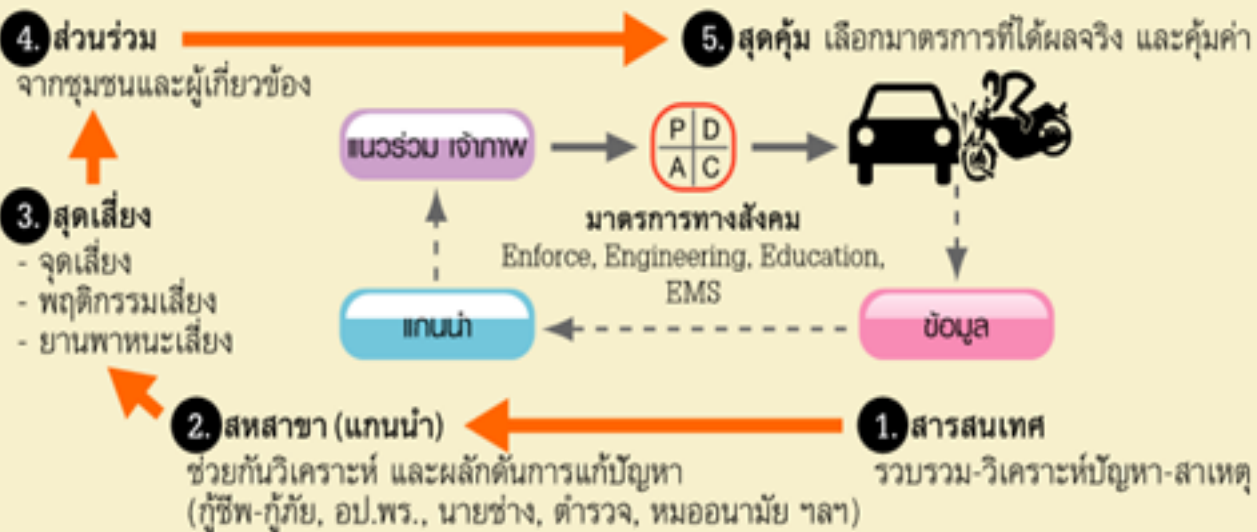 4. ส่วนร่วม
จากชุมชนและผู้เกี่ยวข้อง
5. สุดคุ้ม เลือกมาตรการที่ได้ผลจริง และคุ้มค่า
แนวร่วม เจ้าภาพ
P D
A C
3. สุดเสี่ยง
- จุดเสี่ยง
- พฤติกรรมเสี่ยง
- ยานพาหนะเสี่ยง
มาตรการทางสังคม
Enforce, Engineering, Education,
EMS
แกนนำ
ข้อมูล
2. สหสาขา (แกนนำ)
ช่วยกันวิเคราะห์ และผลักดันการแก้ปัญหา
(กู้ชีพ-กู้ภัย, อป.พร., นายช่าง, ตำรวจ, หมออนามัย ฯลฯ)
1. สารสนเทศ
รวบรวม-วิเคราะห์ปัญหา-สาเหตุ